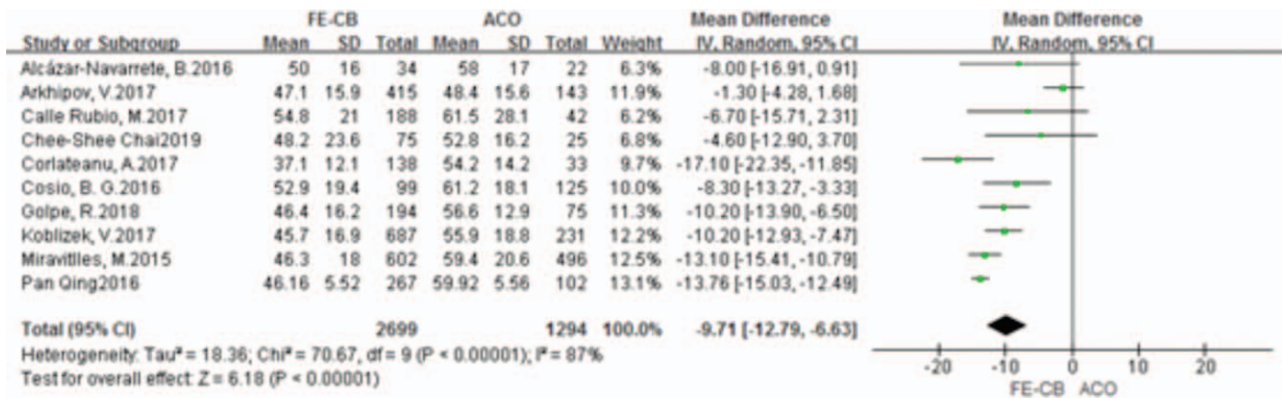 FE-CB ACO Mean Difference Mean Difference
Study or Subgroup Mean SD Total Mean SD Total Weight IV, Random, 95% CI IV, Random, 95% CI
Alcázar-Navarrete, B.2016 50 16 34 58 17 22 6.3% -8.00 [-16.91, 0.91]
Arkhipov, V.2017 47.1 15.9 415 48.4 15.6 143 11.9% -1.30 [-4.28, 1.68]
Calle Rubio, M.2017 54.8 21 188 61.5 28.1 42 6.2% -6.70 [-15.71, 2.31]
Chee-Shee Chai2019 48.2 23.6 75 52.8 16.2 25 6.8% -4.60 [-12.90, 3.70]
Corlateanu, A.2017 37.1 12.1 138 54.2 14.2 33 9.7% -17.10 [-22.35, -11.85]
Cosio, B. G.2016 52.9 19.4 99 61.2 18.1 125 10.0% -8.30 [-13.27, -3.33]
Golpe, R.2018 46.4 16.2 194 56.6 12.9 75 11.3% -10.20 [-13.90, -6.50]
Koblizek, V.2017 45.7 16.9 687 55.9 18.8 231 12.2% -10.20 [-12.93, -7.47]
Miravitlles, M.2015 46.3 18 602 59.4 20.6 496 12.5% -13.10 [-15.41, -10.79]
Pan Qing2016 46.16 5.52 267 59.92 5.56 102 13.1% -13.76 [-15.03, -12.49]
Total (95% CI) 2699 1294 100.0% -9.71 [-12.79, -6.63]
Heterogeneity: Tau² = 18.36; Chi² = 70.67, df = 9 (P < 0.00001); I² = 87%
Test for overall effect: Z = 6.18 (P < 0.00001)
-20 -10 0 10 20
FE-CB ACO